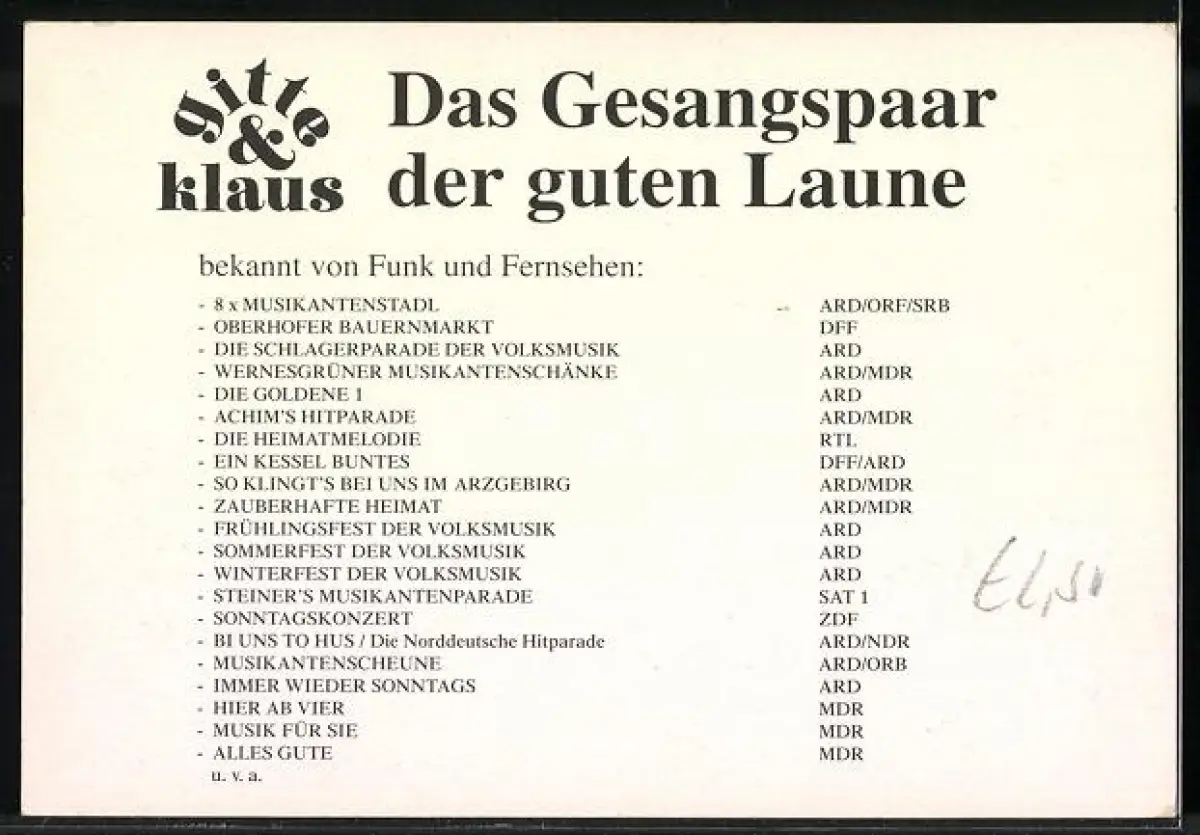 gitte
&
klaus
Das Gesangspaar
der guten Laune
bekannt von Funk und Fernsehen:
- 8 x MUSIKANTENSTADL -- ARD/ORF/SRB
- OBERHOFER BAUERNMARKT DFF
- DIE SCHLAGERPARADE DER VOLKSMUSIK ARD
- WERNESGRÜNER MUSIKANTENSCHÄNKE ARD/MDR
- DIE GOLDENE 1 ARD
- ACHIM'S HITPARADE ARD/MDR
- DIE HEIMATMELODIE RTL
- EIN KESSEL BUNTES DFF/ARD
- SO KLINGT'S BEI UNS IM ARZGEBIRG ARD/MDR
- ZAUBERHAFTE HEIMAT ARD/MDR
- FRÜHLINGSFEST DER VOLKSMUSIK ARD
- SOMMERFEST DER VOLKSMUSIK ARD
- WINTERFEST DER VOLKSMUSIK ARD
- STEINER'S MUSIKANTENPARADE SAT 1
- SONNTAGSKONZERT ZDF
- BI UNS TO HUS / Die Norddeutsche Hitparade ARD/NDR
- MUSIKANTENSCHEUNE ARD/ORB
- IMMER WIEDER SONNTAGS ARD
- HIER AB VIER MDR
- MUSIK FÜR SIE MDR
- ALLES GUTE MDR
u. v. a.